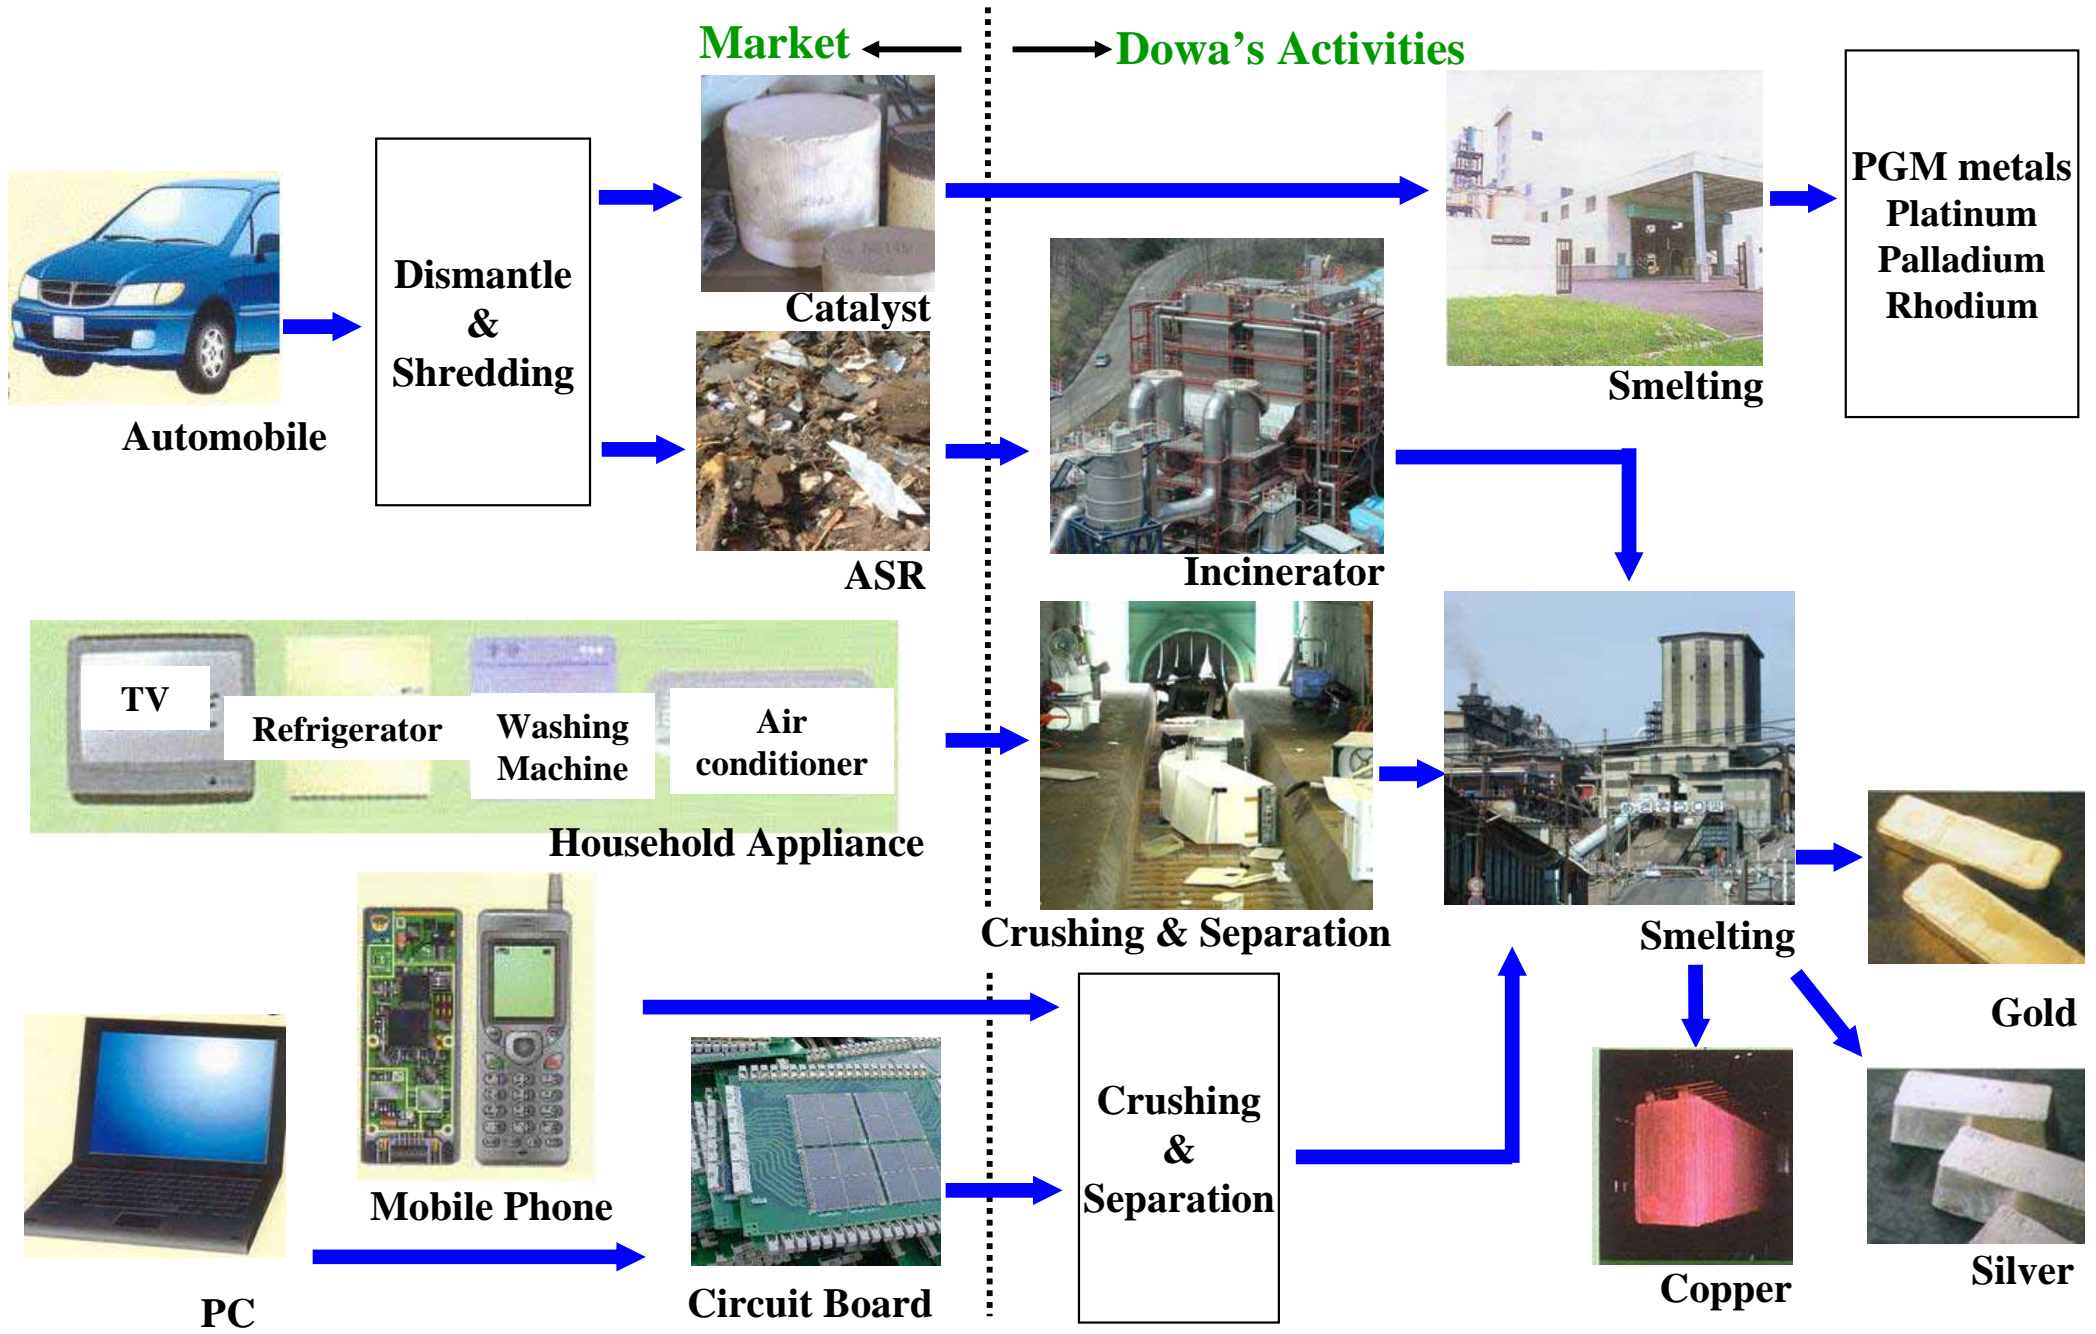 Market
Dowa's Activities
Automobile
Dismantle
&
Shredding
Catalyst
ASR
Smelting
PGM metals
Platinum
Palladium
Rhodium
Incinerator
TV
Refrigerator
Washing
Machine
Air
conditioner
Household Appliance
Crushing & Separation
Smelting
Gold
Mobile Phone
PC
Circuit Board
Crushing
&
Separation
Copper
Silver